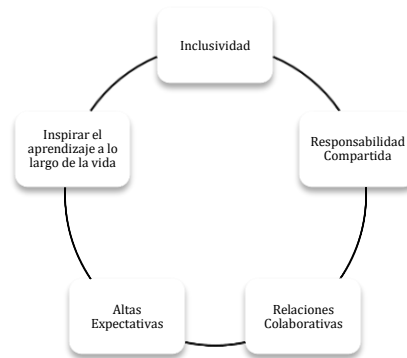 Inclusividad
Responsabilidad
Compartida
Relaciones
Colaborativas
Altas
Expectativas
Inspirar el
aprendizaje a lo
largo de la vida